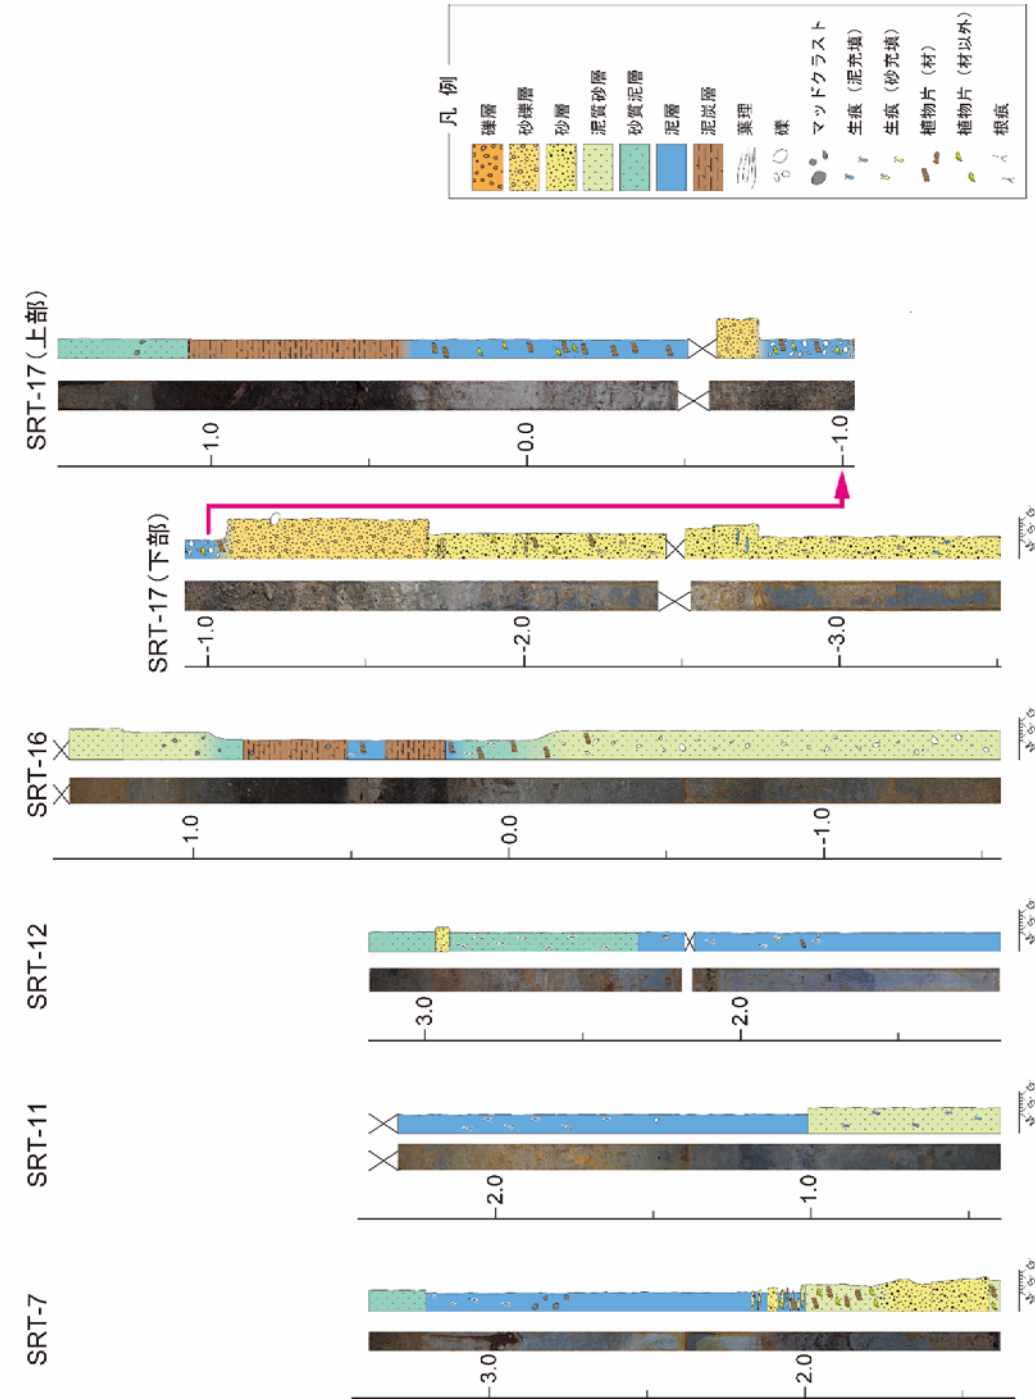 SRT-7
3.0
2.0
SRT-11
2.0
1.0
SRT-12
3.0
2.0
SRT-16
1.0
0.0
-1.0
SRT-17(下部)
-1.0
-2.0
-3.0
SRT-17(上部)
1.0
0.0
-1.0
凡 例
礫層
砂礫層
砂層
泥質砂層
砂質泥層
泥層
泥炭層
葉理
礫
マッドクラスト
生痕(泥充填)
生痕(砂充填)
植物片(材)
植物片(材以外)
根痕
M S G
M S G
M S G
M S G
M S G